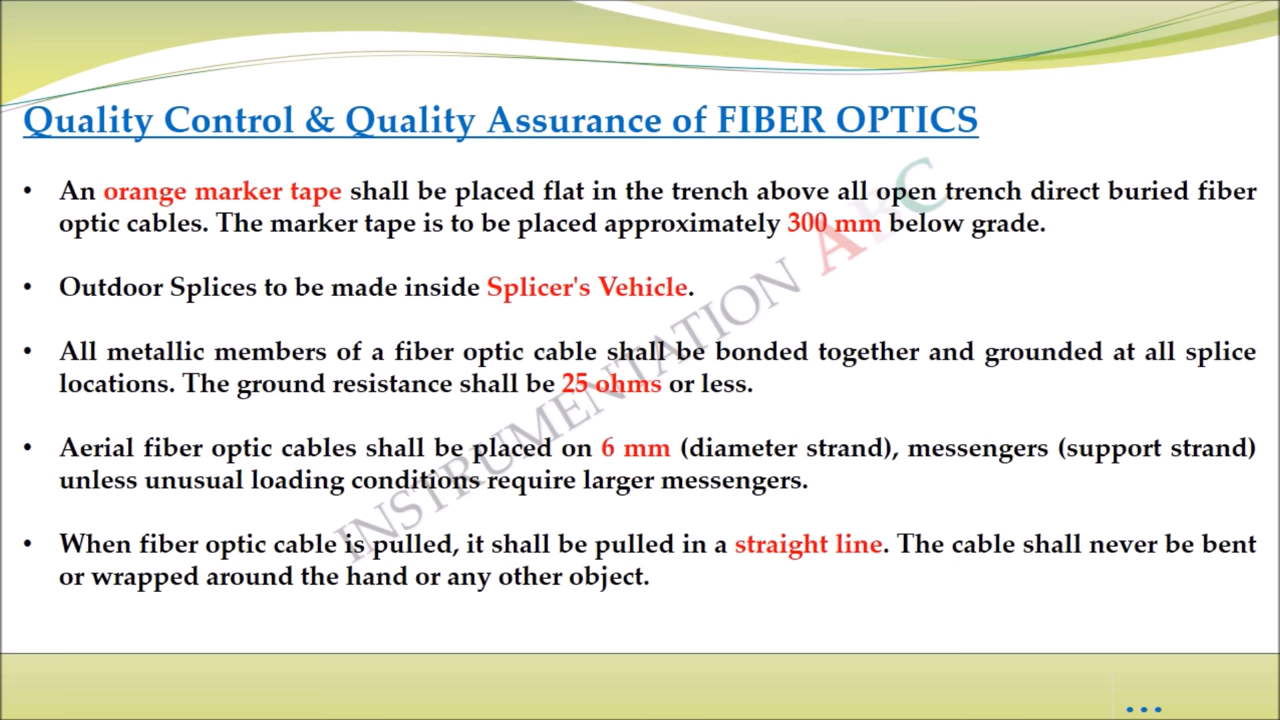 Quality Control & Quality Assurance of FIBER OPTICS
• An orange marker tape shall be placed flat in the trench above all open trench direct buried fiber
optic cables. The marker tape is to be placed approximately 300 mm below grade.
• Outdoor Splices to be made inside Splicer's Vehicle.
• All metallic members of a fiber optic cable shall be bonded together and grounded at all splice
locations. The ground resistance shall be 25 ohms or less.
• Aerial fiber optic cables shall be placed on 6 mm (diameter strand), messengers (support strand)
unless unusual loading conditions require larger messengers.
• When fiber optic cable is pulled, it shall be pulled in a straight line. The cable shall never be bent
or wrapped around the hand or any other object.
INSTRUMENTATION ABC
...